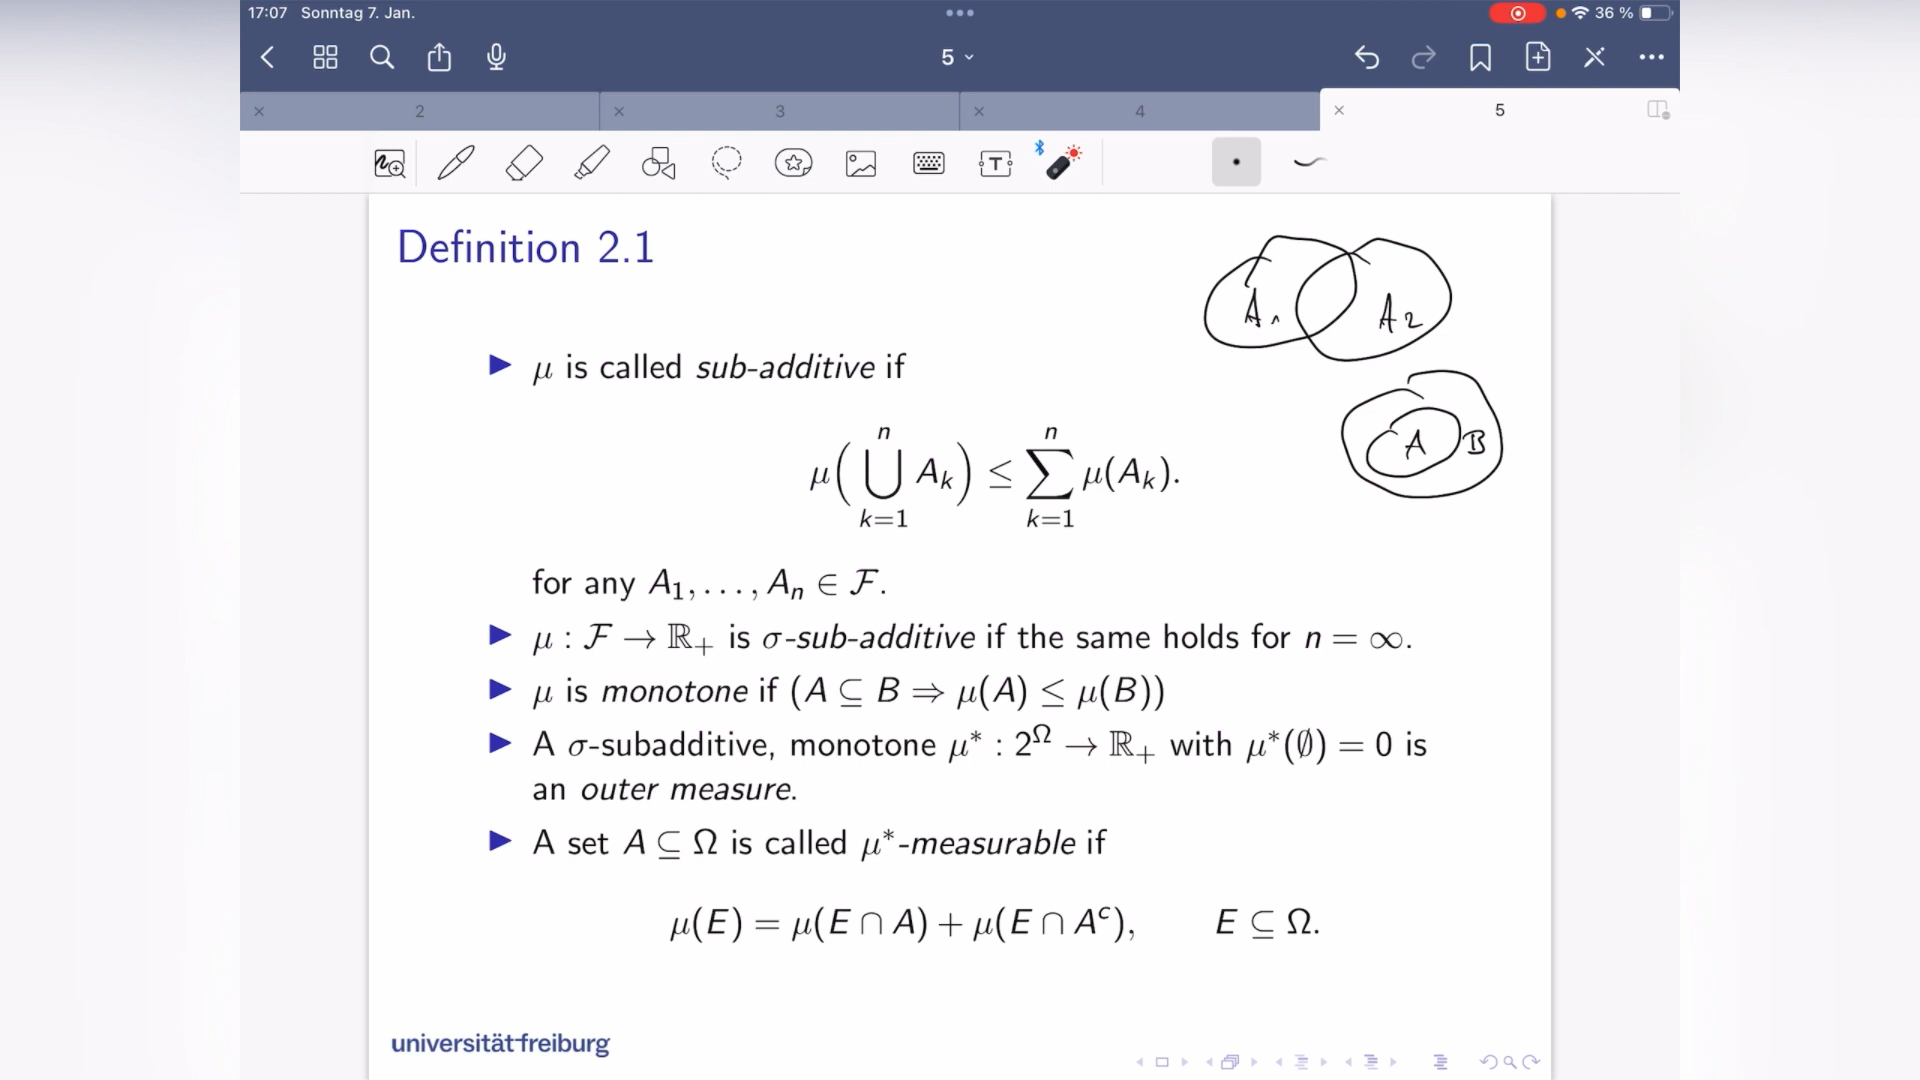 17:07 Sonntag 7. Jan.
36 %
5
2 3 4 5
T
Definition 2.1
A₁ A₂
▶ μ is called sub-additive if
A B
μ(⋃_{k=1}^{n} A_k) ≤ ∑_{k=1}^{n} μ(A_k).
for any A₁, . . . , A_n ∈ ℱ.
▶ μ : ℱ → ℝ₊ is σ-sub-additive if the same holds for n = ∞.
▶ μ is monotone if (A ⊆ B ⇒ μ(A) ≤ μ(B))
▶ A σ-subadditive, monotone μ* : 2^Ω → ℝ₊ with μ*(∅) = 0 is
an outer measure.
▶ A set A ⊆ Ω is called μ*-measurable if
μ(E) = μ(E ∩ A) + μ(E ∩ Aᶜ), E ⊆ Ω.
universität freiburg